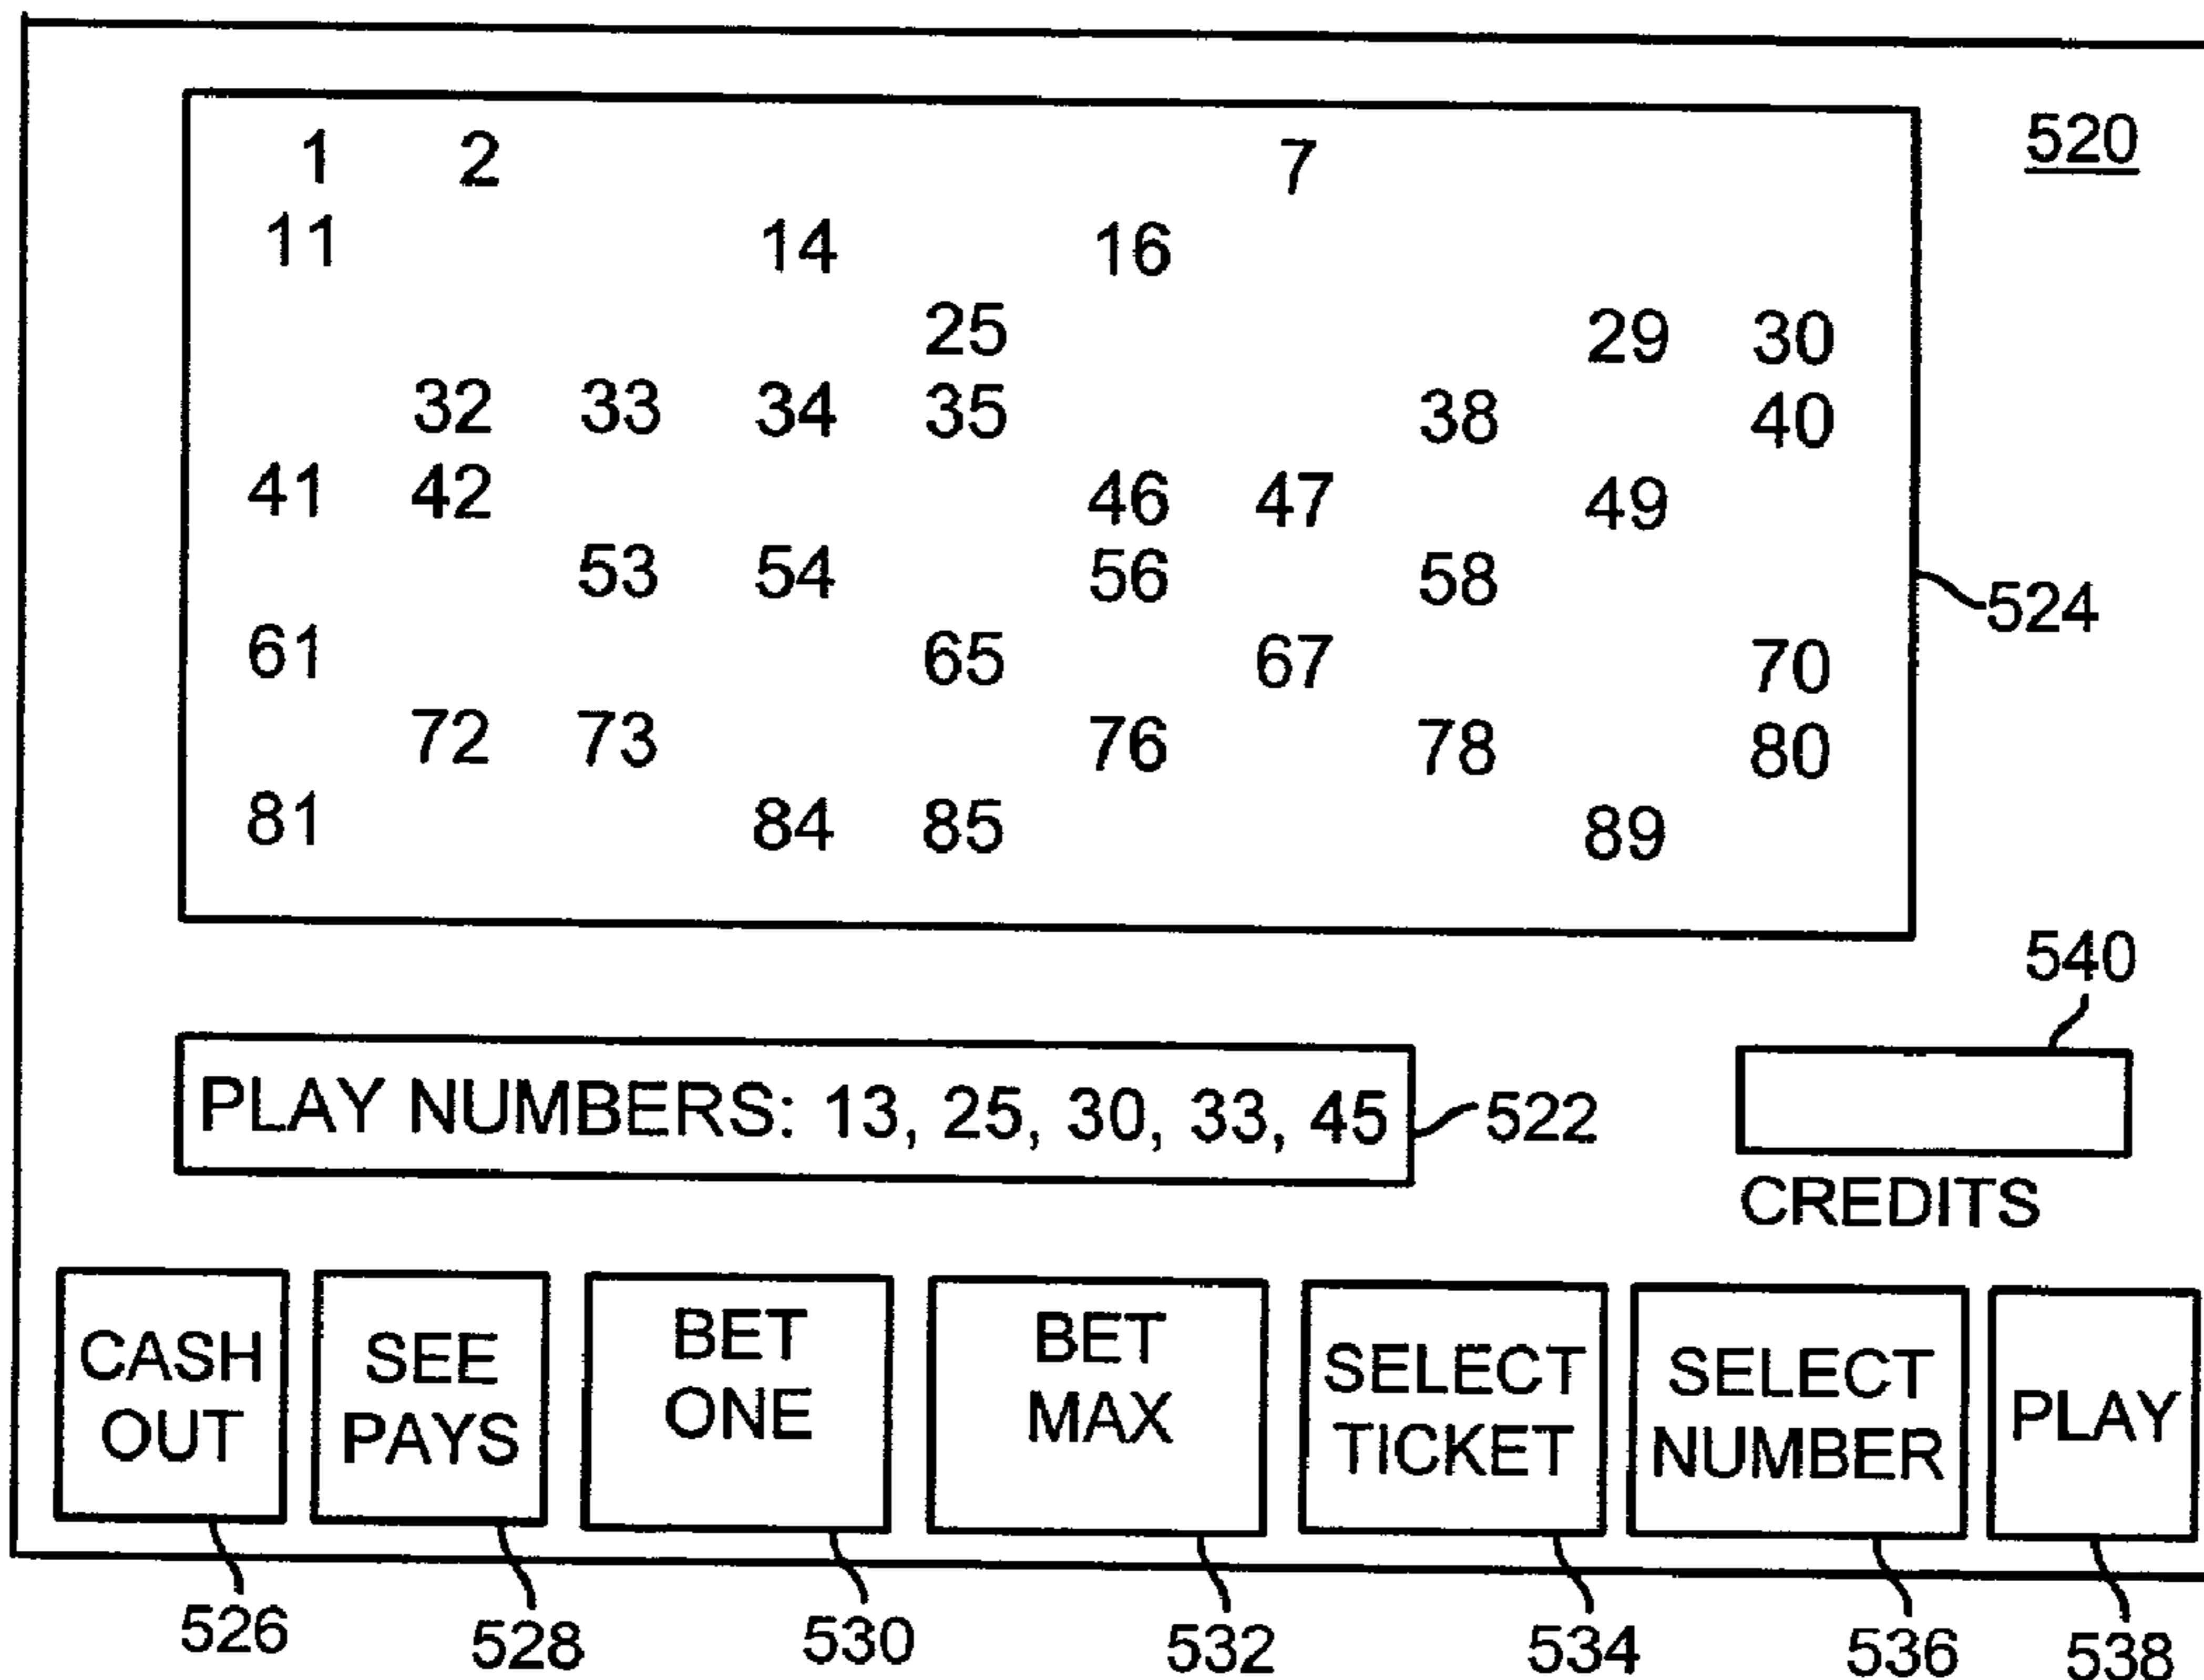 520
1 2 7
11 14 16
25 29 30
32 33 34 35 38 40
41 42 46 47 49
53 54 56 58
61 65 67 70
72 73 76 78 80
81 84 85 89
524
540
PLAY NUMBERS: 13, 25, 30, 33, 45
522
CREDITS
CASH
OUT
SEE
PAYS
BET
ONE
BET
MAX
SELECT
TICKET
SELECT
NUMBER
PLAY
526 528 530 532 534 536 538